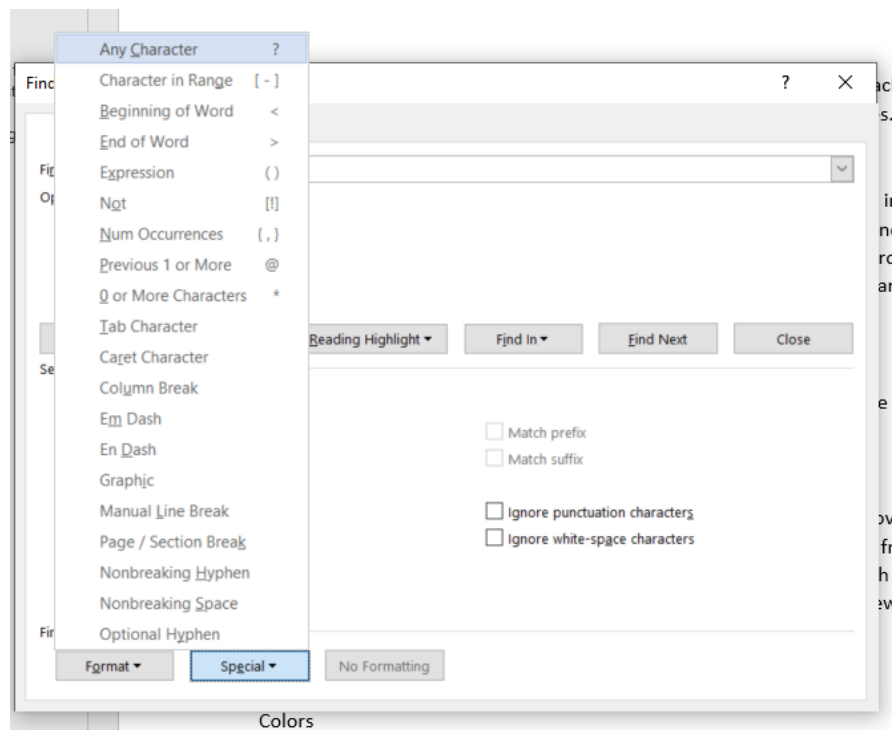 Any Character ?
Find ? X
Character in Range [ - ]
Beginning of Word <
End of Word >
Expression ( )
Not [!]
Num Occurrences { , }
Previous 1 or More @
0 or More Characters *
Tab Character
Reading Highlight Find In Find Next Close
Caret Character
Column Break
Em Dash
Match prefix
En Dash
Match suffix
Graphic
Manual Line Break
Ignore punctuation characters
Page / Section Break
Ignore white-space characters
Nonbreaking Hyphen
Nonbreaking Space
Optional Hyphen
Format Special No Formatting
Colors